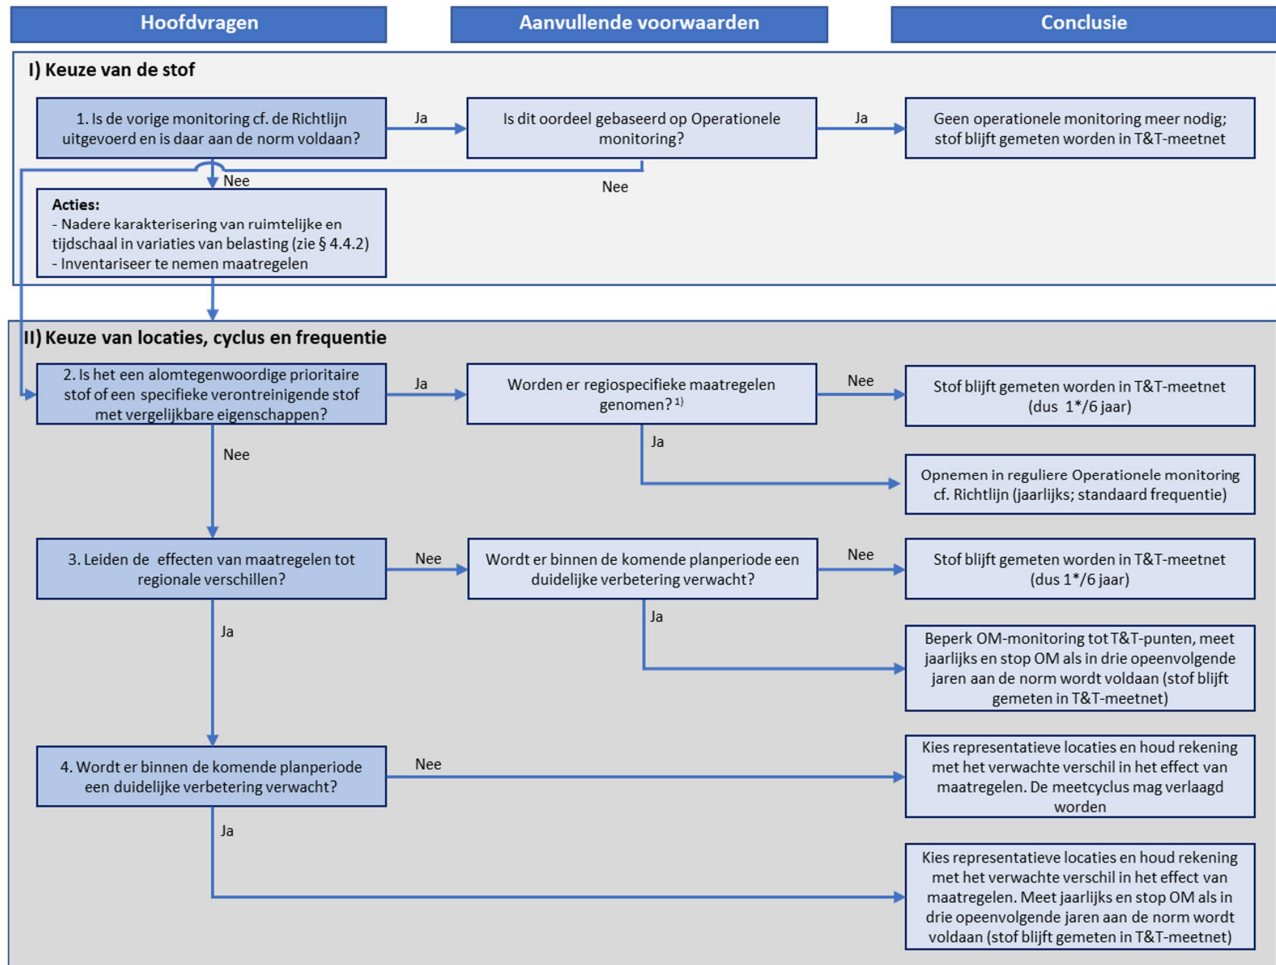 Hoofdvragen
Aanvullende voorwaarden
Conclusie
I) Keuze van de stof
1. Is de vorige monitoring cf. de Richtlijn
uitgevoerd en is daar aan de norm voldaan?
Ja
Is dit oordeel gebaseerd op Operationele
monitoring?
Ja
Geen operationele monitoring meer nodig;
stof blijft gemeten worden in T&T-meetnet
Nee
Nee
Acties:
- Nadere karakterisering van ruimtelijke en
tijdschaal in variaties van belasting (zie § 4.4.2)
- Inventariseer te nemen maatregelen
II) Keuze van locaties, cyclus en frequentie
2. Is het een alomtegenwoordige prioritaire
stof of een specifieke verontreinigende stof
met vergelijkbare eigenschappen?
Ja
Worden er regiospecifieke maatregelen
genomen? 1)
Nee
Stof blijft gemeten worden in T&T-meetnet
(dus 1*/6 jaar)
Nee
Ja
Opnemen in reguliere Operationele monitoring
cf. Richtlijn (jaarlijks; standaard frequentie)
3. Leiden de effecten van maatregelen tot
regionale verschillen?
Nee
Wordt er binnen de komende planperiode een
duidelijke verbetering verwacht?
Nee
Stof blijft gemeten worden in T&T-meetnet
(dus 1*/6 jaar)
Ja
Ja
Beperk OM-monitoring tot T&T-punten, meet
jaarlijks en stop OM als in drie opeenvolgende
jaren aan de norm wordt voldaan (stof blijft
gemeten in T&T-meetnet)
4. Wordt er binnen de komende planperiode
een duidelijke verbetering verwacht?
Nee
Kies representatieve locaties en houd rekening
met het verwachte verschil in het effect van
maatregelen. De meetcyclus mag verlaagd
worden
Ja
Kies representatieve locaties en houd rekening
met het verwachte verschil in het effect van
maatregelen. Meet jaarlijks en stop OM als in
drie opeenvolgende jaren aan de norm wordt
voldaan (stof blijft gemeten in T&T-meetnet)